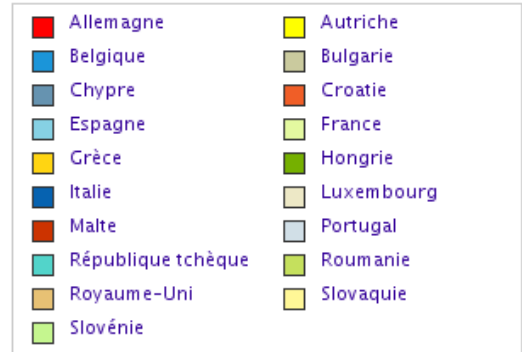 Allemagne Autriche
Belgique Bulgarie
Chypre Croatie
Espagne France
Grèce Hongrie
Italie Luxembourg
Malte Portugal
République tchèque Roumanie
Royaume-Uni Slovaquie
Slovénie